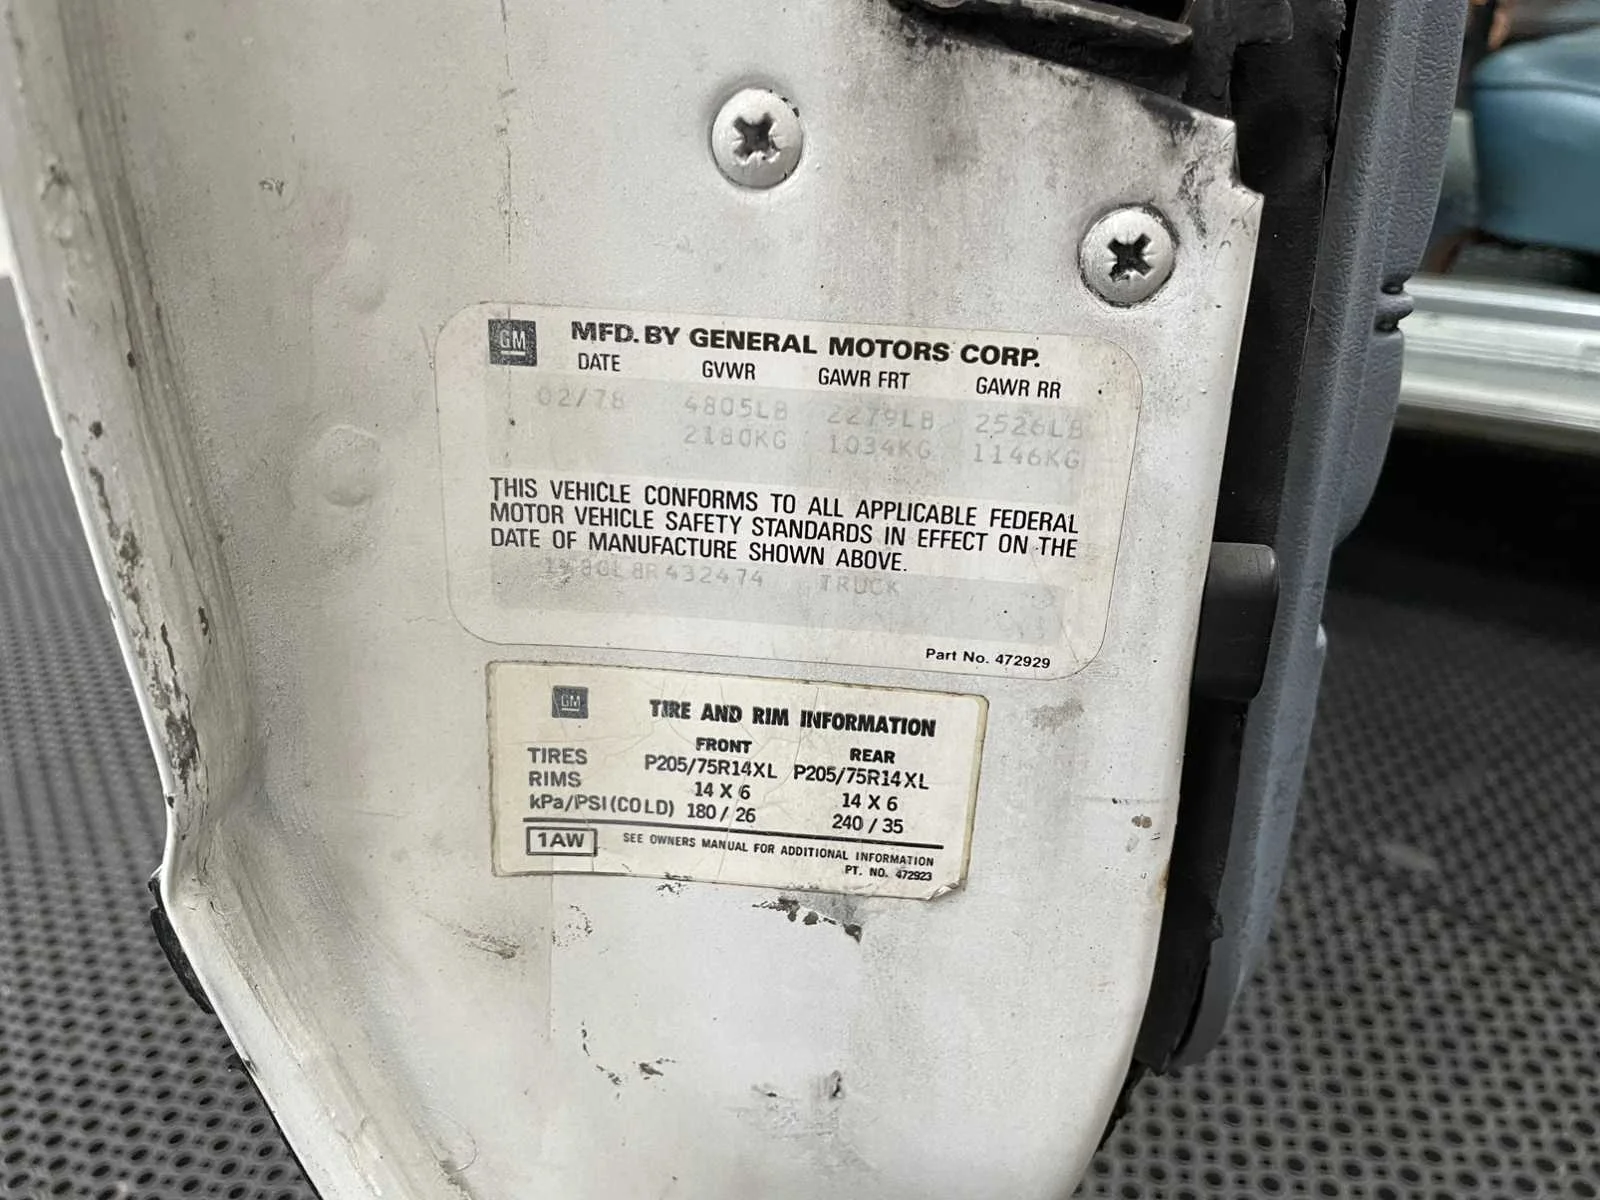 GM
MFD. BY GENERAL MOTORS CORP.
DATE GVWR GAWR FRT GAWR RR
02/78 4805LB 2279LB 2526LB
2180KG 1034KG 1146KG
THIS VEHICLE CONFORMS TO ALL APPLICABLE FEDERAL
MOTOR VEHICLE SAFETY STANDARDS IN EFFECT ON THE
DATE OF MANUFACTURE SHOWN ABOVE.
TRUCK
Part No. 472929
GM
TIRE AND RIM INFORMATION
FRONT REAR
TIRES P205/75R14XL P205/75R14XL
RIMS 14 X 6 14 X 6
kPa/PSI(COLD) 180 / 26 240 / 35
1AW SEE OWNERS MANUAL FOR ADDITIONAL INFORMATION
PT. NO. 472923